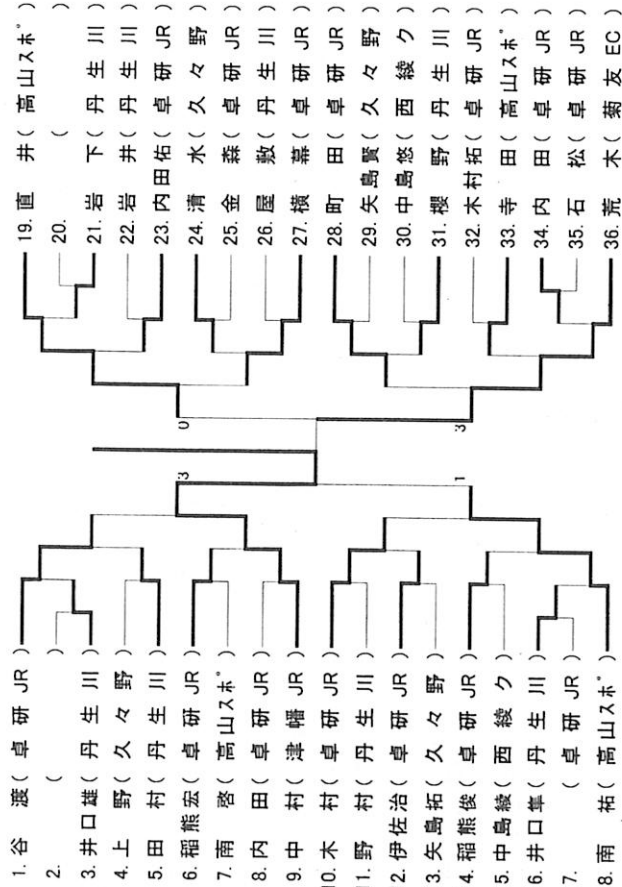 1. 谷　渡( 卓 研 JR )
2. 　　( 　　 )
3. 井口雄( 丹 生 川 )
4. 上　野( 久 々 野 )
5. 田　村( 丹 生 川 )
6. 稲熊宏( 卓 研 JR )
7. 南　啓( 高山スポ )
8. 内　田( 卓 研 JR )
9. 中　村( 津 幡 JR )
10. 木　村( 卓 研 JR )
11. 野　村( 丹 生 川 )
2. 伊佐治( 卓 研 JR )
3. 矢島拓( 久 々 野 )
4. 稲熊俊( 卓 研 JR )
5. 中島綾( 西 綾 ク )
6. 井口隼( 丹 生 川 )
7. 　　( 卓 研 JR )
8. 南　祐( 高山スポ )
3
1
0
3
19. 直　井( 高山スポ )
20. 　　( 　　 )
21. 岩　下( 丹 生 川 )
22. 岩　井( 丹 生 川 )
23. 内田佑( 卓 研 JR )
24. 清　水( 久 々 野 )
25. 金　森( 卓 研 JR )
26. 屋　敷( 丹 生 川 )
27. 横　幕( 卓 研 JR )
28. 町　田( 卓 研 JR )
29. 矢島賢( 久 々 野 )
30. 中島悠( 西 綾 ク )
31. 櫻　野( 丹 生 川 )
32. 木村拓( 卓 研 JR )
33. 寺　田( 高山スポ )
34. 内　田( 卓 研 JR )
35. 石　松( 卓 研 JR )
36. 荒　木( 菊 友 EC )